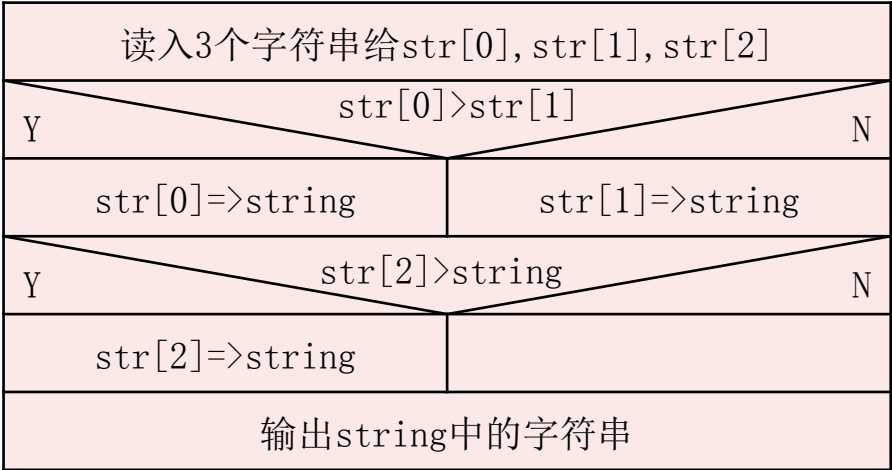 读入3个字符串给str[0],str[1],str[2]
str[0]>str[1]
Y
N
str[0]=>string
str[1]=>string
str[2]>string
Y
N
str[2]=>string
输出string中的字符串